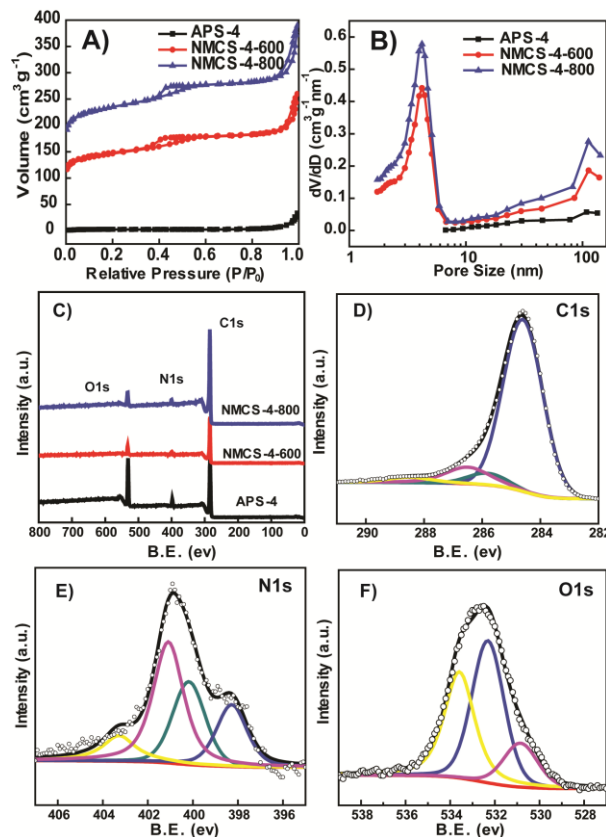 A)
APS-4
NMCS-4-600
NMCS-4-800
Volume (cm³g⁻¹)
400
350
300
250
200
150
100
50
0
0.0 0.2 0.4 0.6 0.8 1.0
Relative Pressure (P/P₀)
B)
APS-4
NMCS-4-600
NMCS-4-800
dV/dD (cm³g⁻¹nm⁻¹)
0.6
0.5
0.4
0.3
0.2
0.1
0.0
1 10 100
Pore Size (nm)
C)
C1s
O1s N1s
NMCS-4-800
NMCS-4-600
APS-4
Intensity (a.u.)
800 700 600 500 400 300 200 100 0
B.E. (ev)
D) C1s
Intensity (a.u.)
290 288 286 284 282
B.E. (ev)
E) N1s
Intensity (a.u.)
406 404 402 400 398 396
B.E. (ev)
F) O1s
Intensity (a.u.)
538 536 534 532 530 528
B.E. (ev)